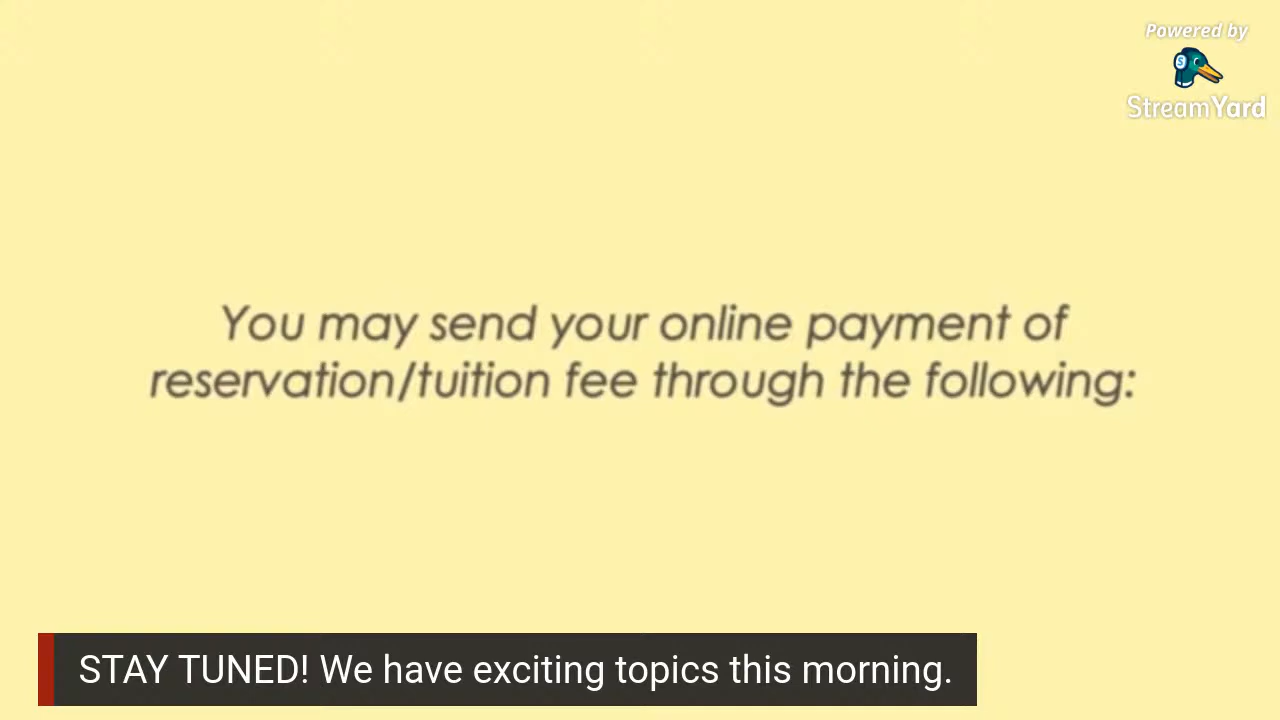 Powered by
StreamYard
You may send your online payment of
reservation/tuition fee through the following:
STAY TUNED! We have exciting topics this morning.